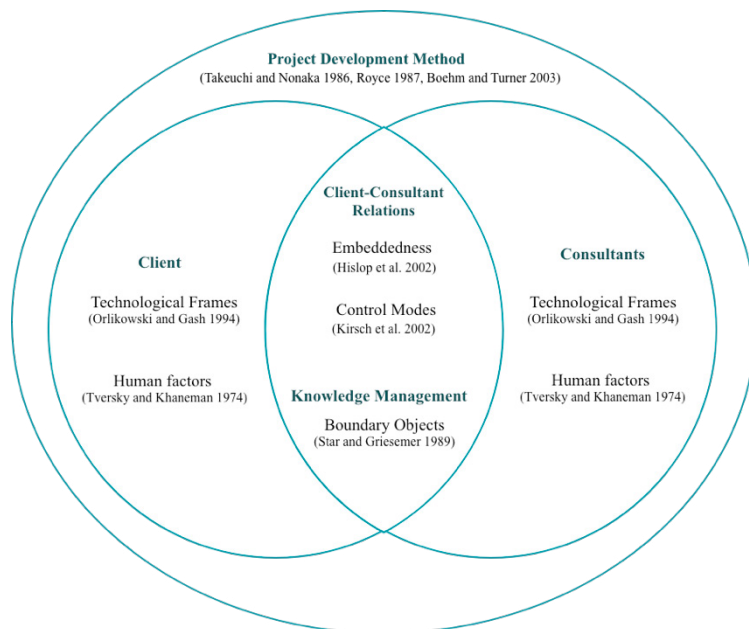 Project Development Method
(Takeuchi and Nonaka 1986, Royce 1987, Boehm and Turner 2003)
Client
Technological Frames
(Orlikowski and Gash 1994)
Human factors
(Tversky and Khaneman 1974)
Client-Consultant
Relations
Embeddedness
(Hislop et al. 2002)
Control Modes
(Kirsch et al. 2002)
Knowledge Management
Boundary Objects
(Star and Griesemer 1989)
Consultants
Technological Frames
(Orlikowski and Gash 1994)
Human factors
(Tversky and Khaneman 1974)